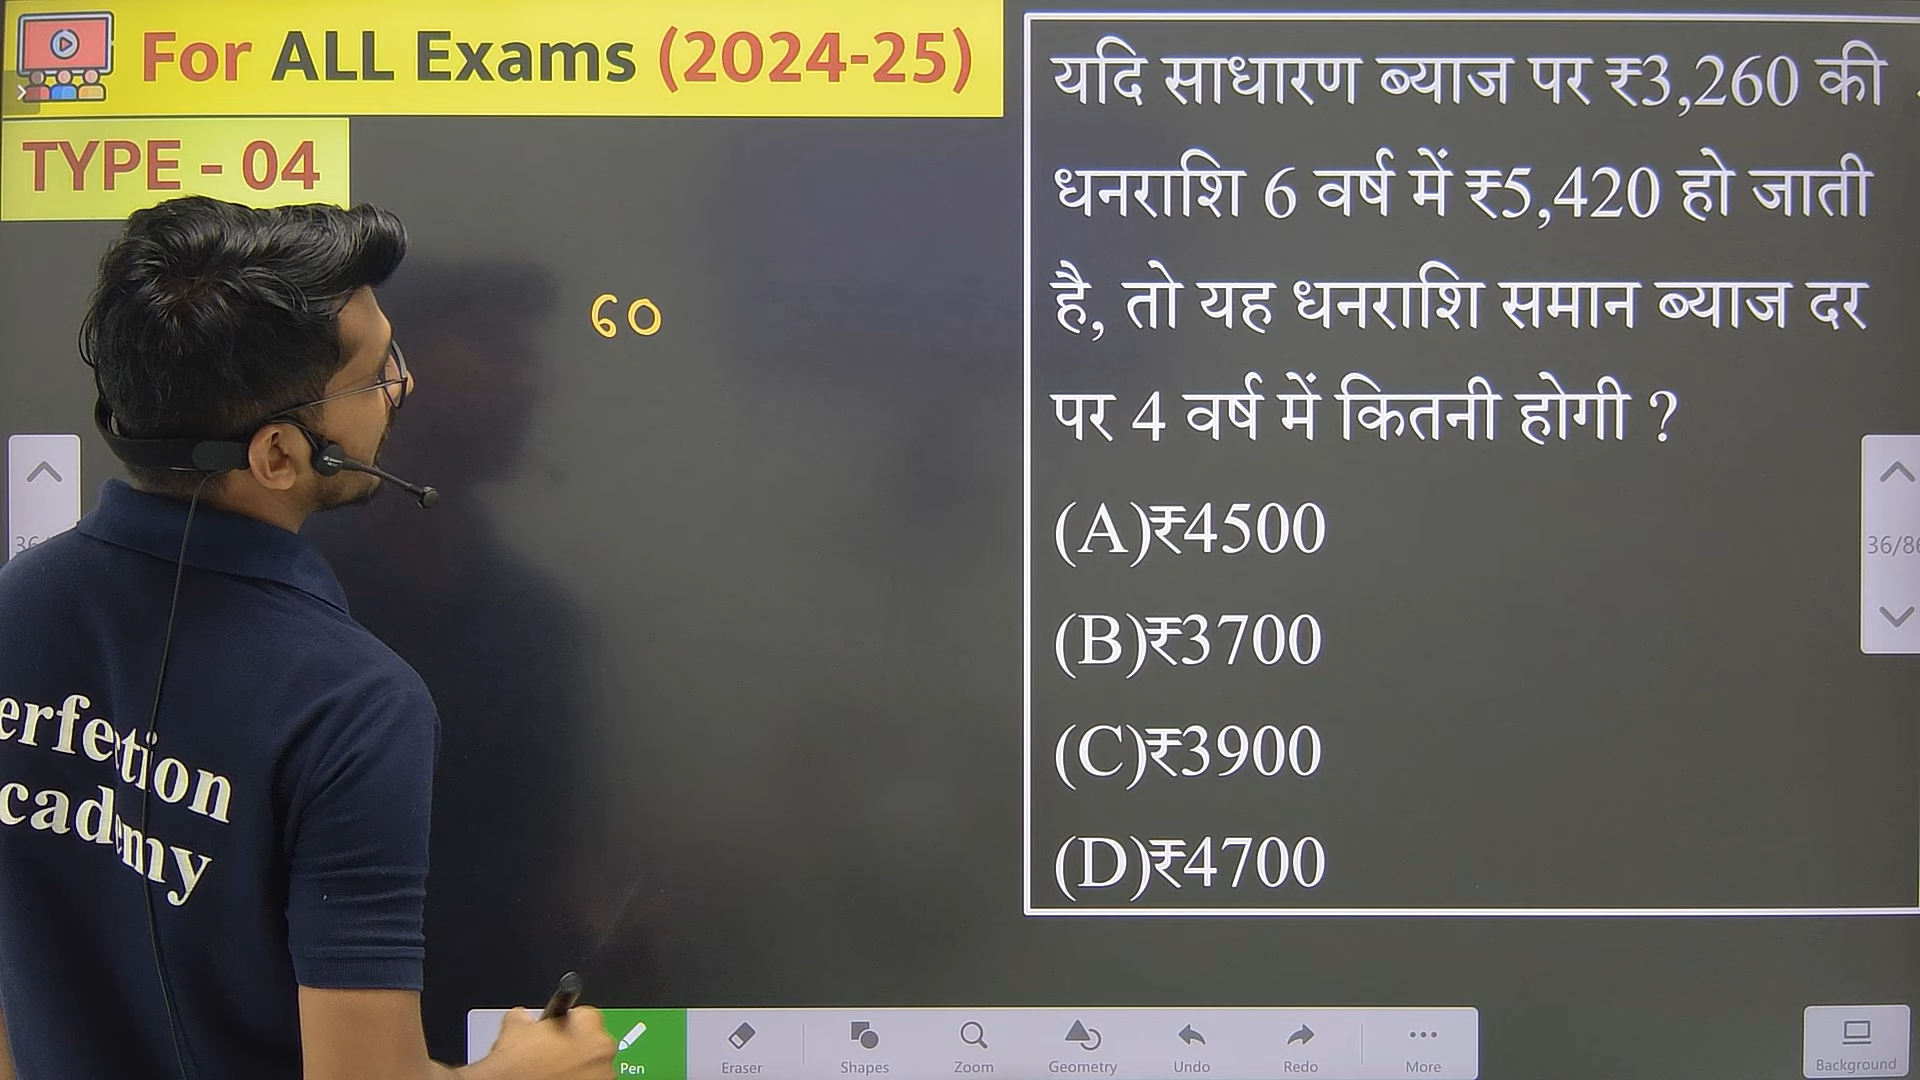 For ALL Exams (2024-25)
TYPE - 04
60
यदि साधारण ब्याज पर ₹3,260 की
धनराशि 6 वर्ष में ₹5,420 हो जाती
है, तो यह धनराशि समान ब्याज दर
पर 4 वर्ष में कितनी होगी ?
(A)₹4500
(B)₹3700
(C)₹3900
(D)₹4700
36/86
erfection
cademy
Pen
Eraser
Shapes
Zoom
Geometry
Undo
Redo
More
Background